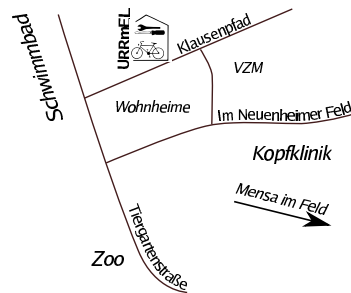 Schwimmbad
URRmEL
Klausenpfad
VZM
Wohnheime
Im Neuenheimer Feld
Kopfklinik
Mensa im Feld
Tiergartenstraße
Zoo